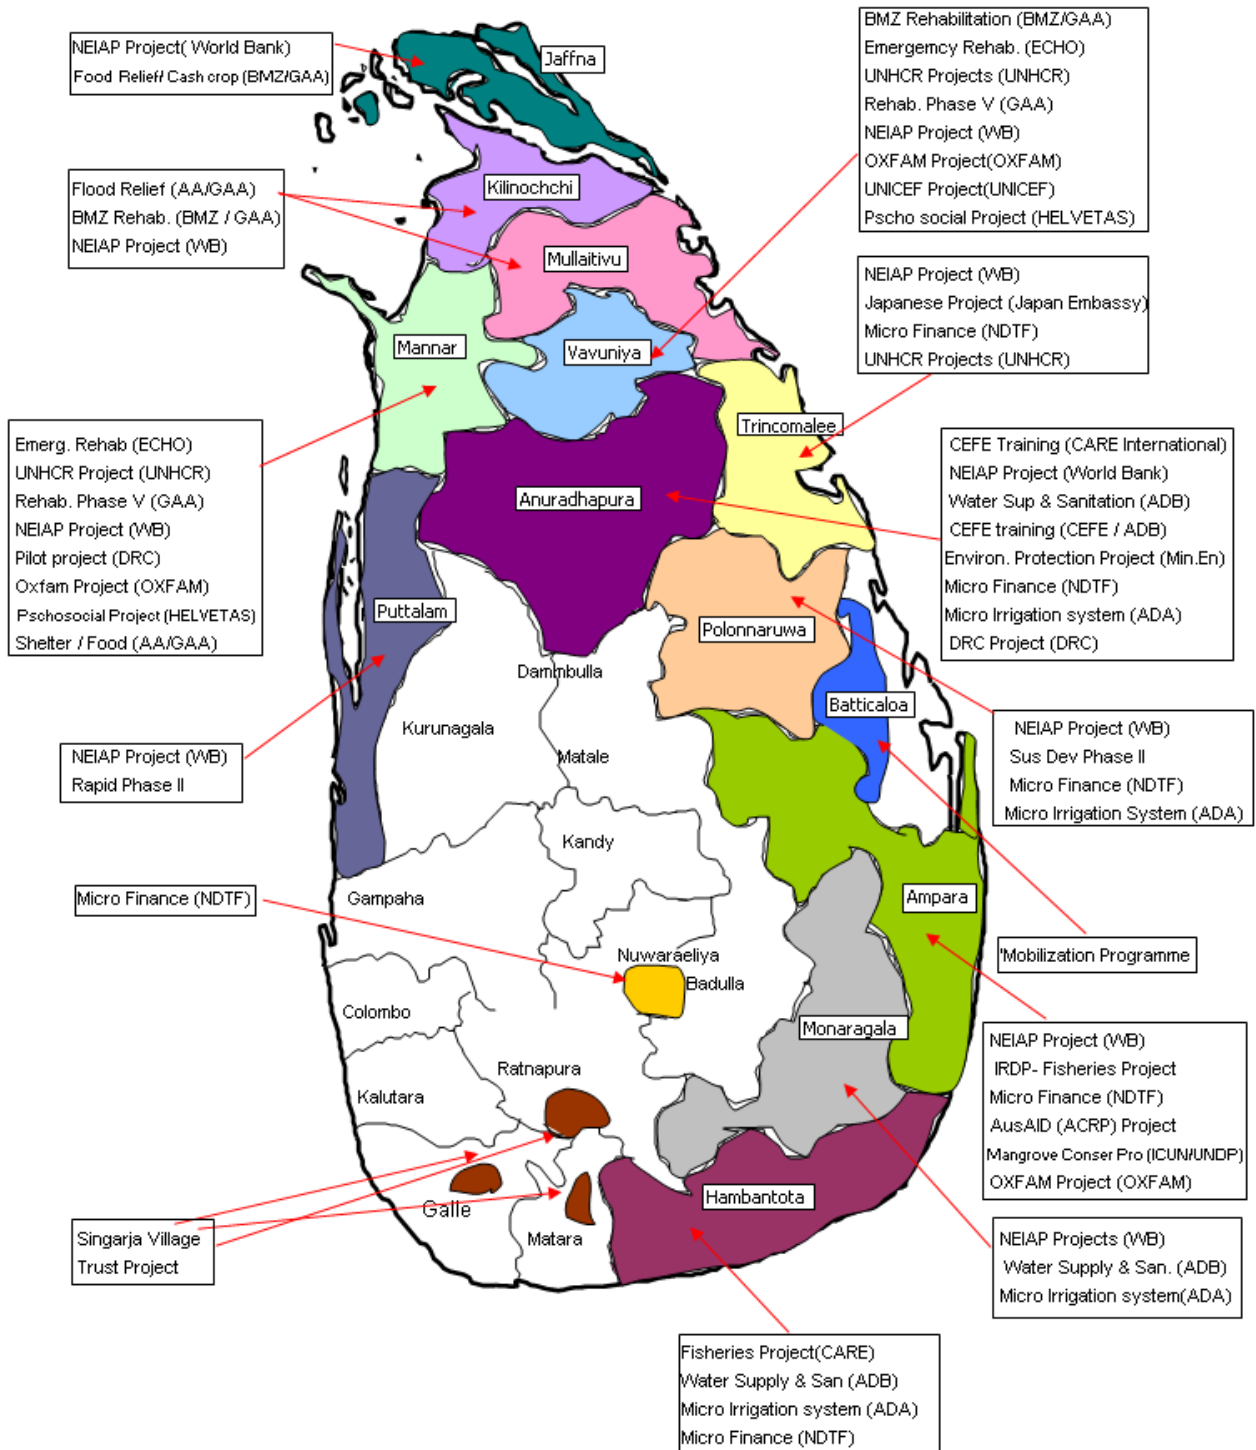 NEIAP Project( World Bank)
Food Relief/ Cash crop (BMZ/GAA)
Jaffna
BMZ Rehabilitation (BMZ/GAA)
Emergemcy Rehab. (ECHO)
UNHCR Projects (UNHCR)
Rehab. Phase V (GAA)
NEIAP Project (WB)
OXFAM Project(OXFAM)
UNICEF Project(UNICEF)
Pscho social Project (HELVETAS)
Flood Relief (AA/GAA)
BMZ Rehab. (BMZ / GAA)
NEIAP Project (WB)
Kilinochchi
Mullaitivu
NEIAP Project (WB)
Japanese Project (Japan Embassy)
Micro Finance (NDTF)
UNHCR Projects (UNHCR)
Mannar
Vavuniya
Trincomalee
Emerg. Rehab (ECHO)
UNHCR Project (UNHCR)
Rehab. Phase V (GAA)
NEIAP Project (WB)
Pilot project (DRC)
Oxfam Project (OXFAM)
Pschosocial Project (HELVETAS)
Shelter / Food (AA/GAA)
Anuradhapura
CEFE Training (CARE International)
NEIAP Project (World Bank)
Water Sup & Sanitation (ADB)
CEFE training (CEFE / ADB)
Environ. Protection Project (Min.En)
Micro Finance (NDTF)
Micro Irrigation system (ADA)
DRC Project (DRC)
Puttalam
Polonnaruwa
Dammbulla
Batticaloa
Kurunagala
Matale
NEIAP Project (WB)
Rapid Phase II
NEIAP Project (WB)
Sus Dev Phase II
Micro Finance (NDTF)
Micro Irrigation System (ADA)
Kandy
Micro Finance (NDTF)
Gampaha
Ampara
Nuwaraeliya
Badulla
'Mobilization Programme
Colombo
Monaragala
Ratnapura
Kalutara
NEIAP Project (WB)
IRDP- Fisheries Project
Micro Finance (NDTF)
AusAID (ACRP) Project
Mangrove Conser Pro (ICUN/UNDP)
OXFAM Project (OXFAM)
Hambantota
Galle
Matara
Singarja Village
Trust Project
NEIAP Projects (WB)
Water Supply & San. (ADB)
Micro Irrigation system(ADA)
Fisheries Project(CARE)
Water Supply & San (ADB)
Micro Irrigation system (ADA)
Micro Finance (NDTF)